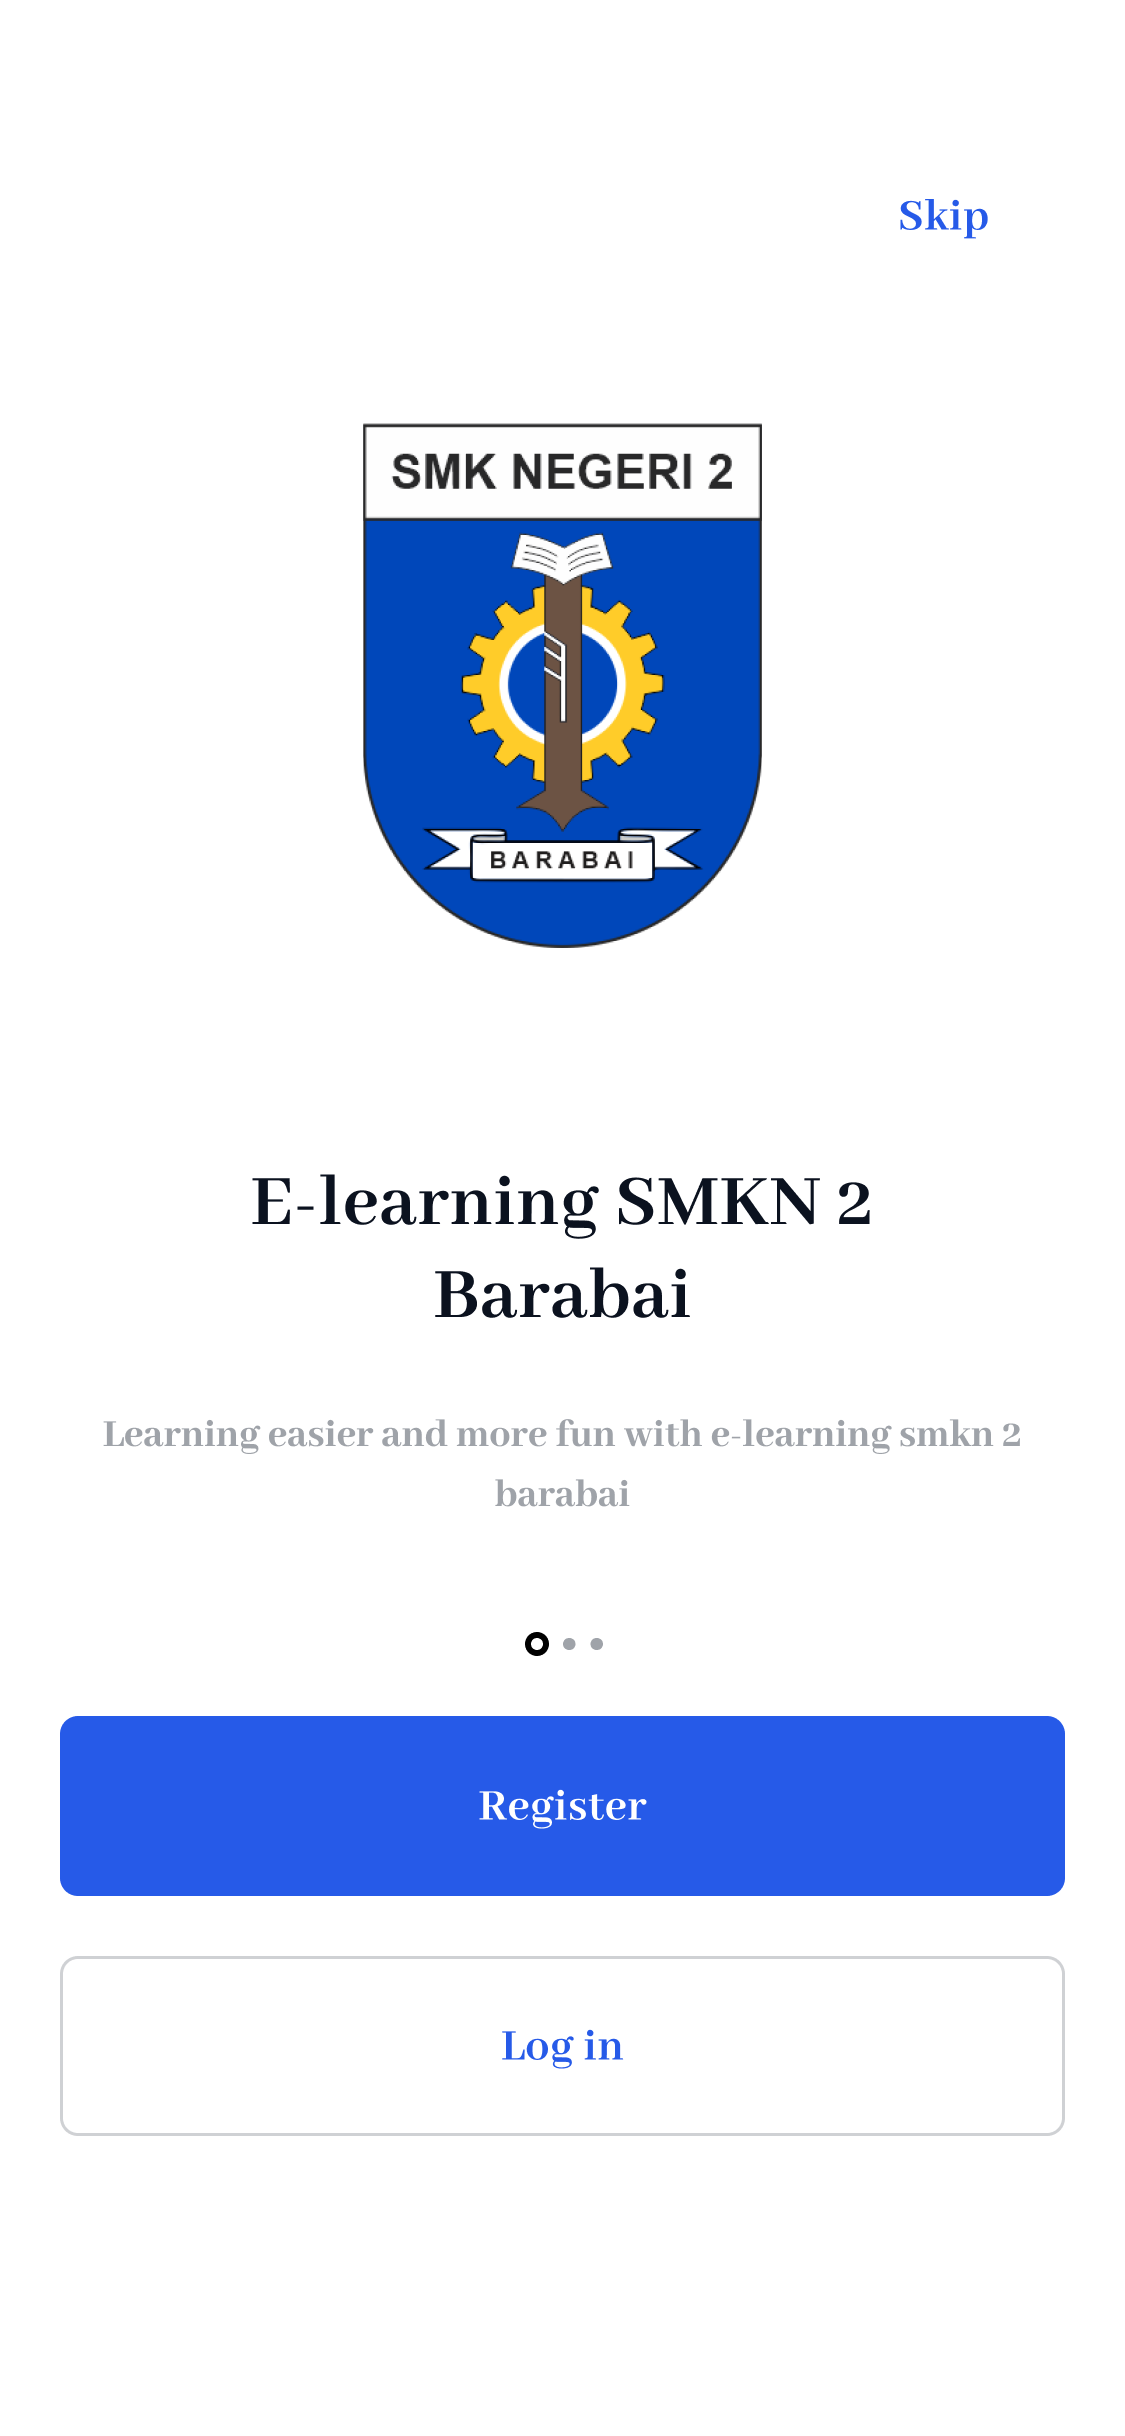 Skip
SMK NEGERI 2
BARABAI
E-learning SMKN 2
Barabai
Learning easier and more fun with e-learning smkn 2
barabai
Register
Log in